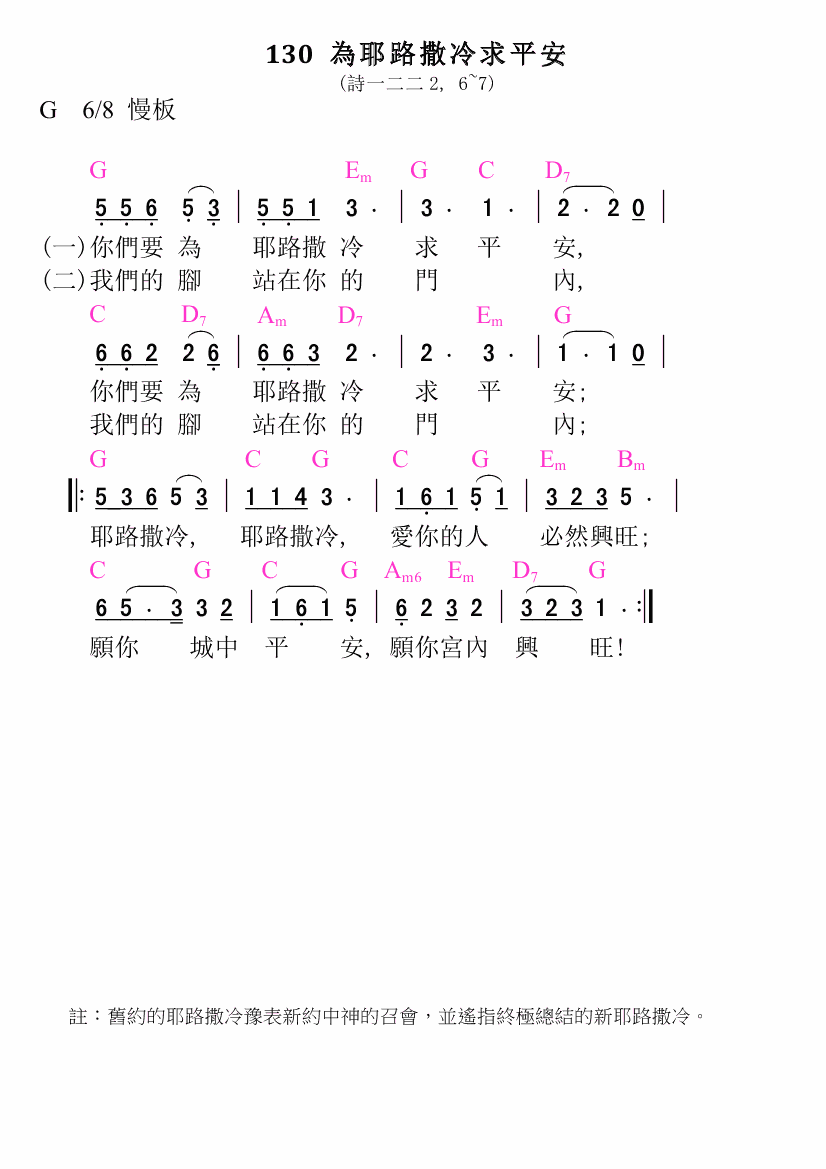 130 為耶路撒冷求平安
(詩一二二 2, 6~7)
G 6/8 慢板
G Em G C D7
5 5 6 5 3 | 5 5 1 3 · | 3 · 1 · | 2 · 2 0 |
(一)你們要 為 耶路撒 冷 求 平 安,
(二)我們的 腳 站在你 的 門 內,
C D7 Am D7 Em G
6 6 2 2 6 | 6 6 3 2 · | 2 · 3 · | 1 · 1 0 |
你們要 為 耶路撒 冷 求 平 安;
我們的 腳 站在你 的 門 內;
G C G C G Em Bm
5 3 6 5 3 | 1 1 4 3 · | 1 6 1 5 1 | 3 2 3 5 · |
耶路撒冷, 耶路撒冷, 愛你的人 必然興旺;
C G C G Am6 Em D7 G
6 5 · 3 3 2 | 1 6 1 5 | 6 2 3 2 | 3 2 3 1 ·
願你 城中 平 安, 願你宮內 興 旺!
註：舊約的耶路撒冷豫表新約中神的召會，並遙指終極總結的新耶路撒冷。